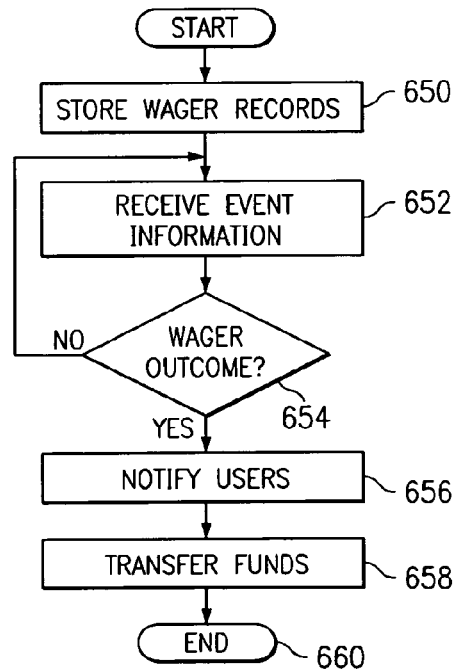 START
STORE WAGER RECORDS
650
RECEIVE EVENT
INFORMATION
652
WAGER
OUTCOME?
NO
654
YES
NOTIFY USERS
656
TRANSFER FUNDS
658
END
660